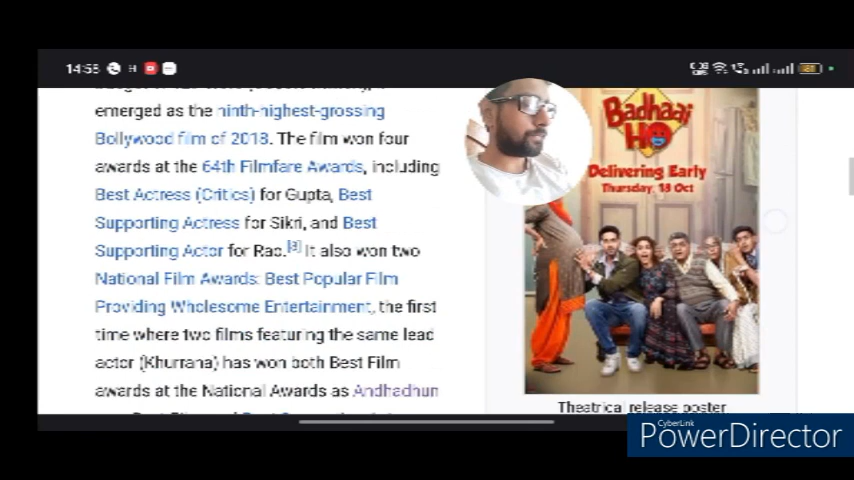 14:58
H
emerged as the ninth-highest-grossing
Bollywood film of 2018. The film won four
awards at the 64th Filmfare Awards, including
Best Actress (Critics) for Gupta, Best
Supporting Actress for Sikri, and Best
Supporting Actor for Rao.[3] It also won two
National Film Awards: Best Popular Film
Providing Wholesome Entertainment, the first
time where two films featuring the same lead
actor (Khurrana) has won both Best Film
awards at the National Awards as Andhadhun
Badhaai
HO
Delivering Early
Thursday, 18 Oct
Theatrical release poster
CyberLink
PowerDirector